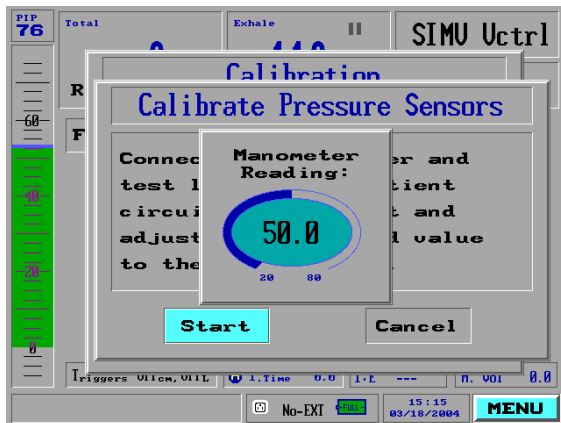 PIP
76
Total
Exhale
SIMV Vctrl
Calibration
Calibrate Pressure Sensors
60
40
20
0
Manometer
Reading:
50.0
20 80
Connec er and
test l tient
circui t and
adjust d value
to the
Start
Cancel
Triggers
I.Time 0.0
I:E ---
M. Vol 0.0
No-EXT
FULL
15:15
03/18/2004
MENU